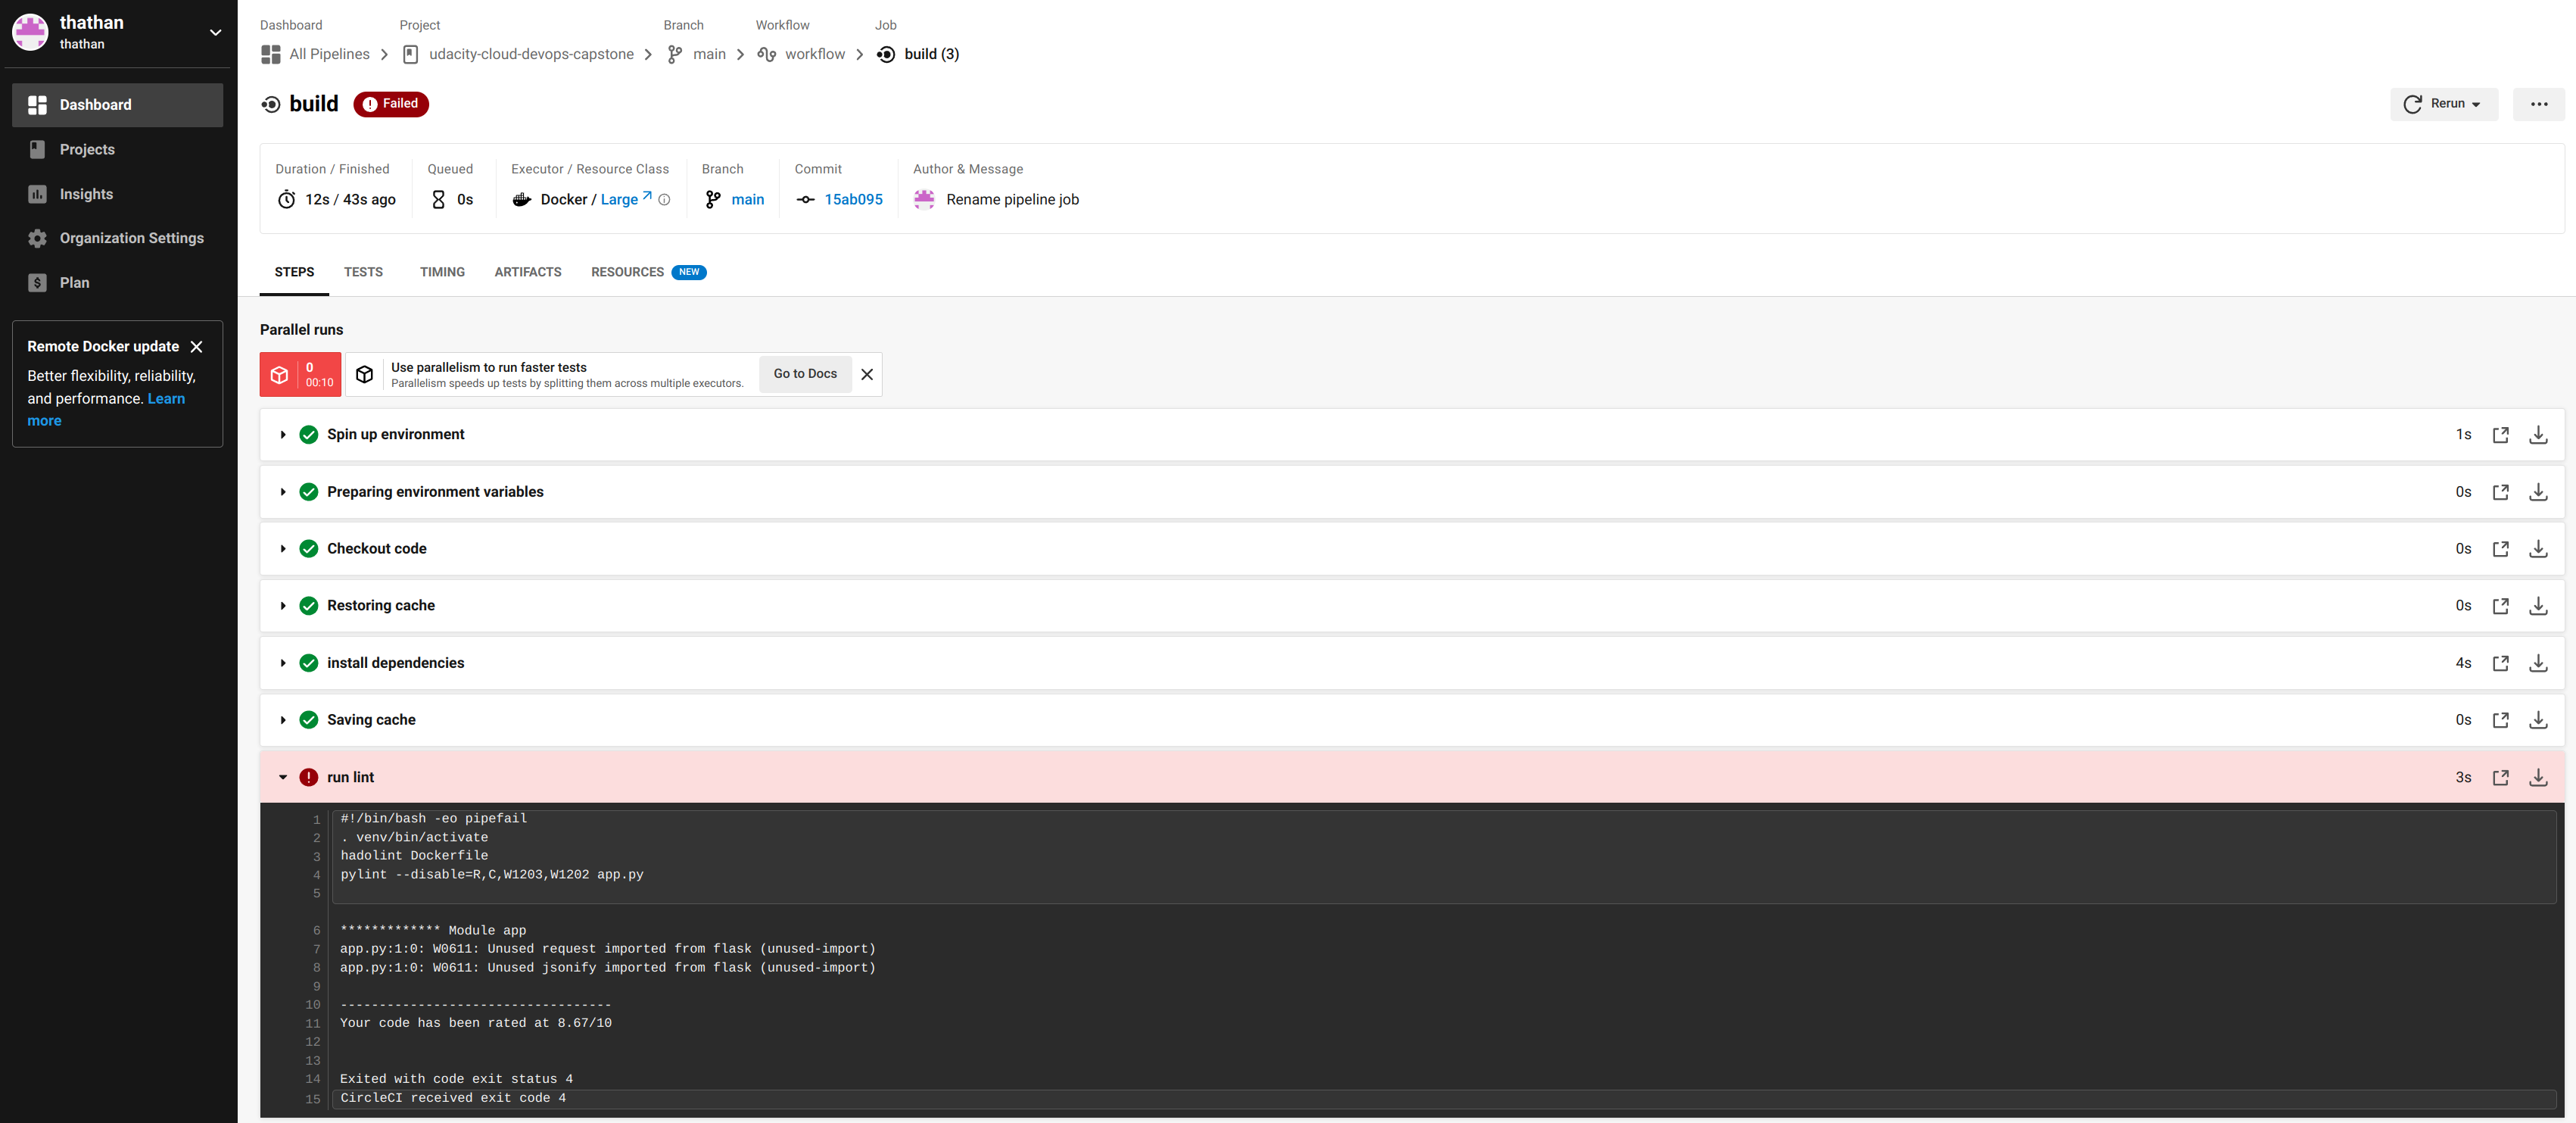 thathan
thathan
Dashboard
Projects
Insights
Organization Settings
Plan
Remote Docker update
Better flexibility, reliability,
and performance. Learn
more
Dashboard Project Branch Workflow Job
All Pipelines udacity-cloud-devops-capstone main workflow build (3)
build Failed Rerun
Duration / Finished Queued Executor / Resource Class Branch Commit Author & Message
12s / 43s ago 0s Docker / Large main 15ab095 Rename pipeline job
STEPS TESTS TIMING ARTIFACTS RESOURCES NEW
Parallel runs
0
00:10
Use parallelism to run faster tests
Parallelism speeds up tests by splitting them across multiple executors.
Go to Docs
Spin up environment 1s
Preparing environment variables 0s
Checkout code 0s
Restoring cache 0s
install dependencies 4s
Saving cache 0s
run lint 3s
1 #!/bin/bash -eo pipefail
2 . venv/bin/activate
3 hadolint Dockerfile
4 pylint --disable=R,C,W1203,W1202 app.py
5
6 ************* Module app
7 app.py:1:0: W0611: Unused request imported from flask (unused-import)
8 app.py:1:0: W0611: Unused jsonify imported from flask (unused-import)
9
10 -----------------------------------
11 Your code has been rated at 8.67/10
12
13
14 Exited with code exit status 4
15 CircleCI received exit code 4